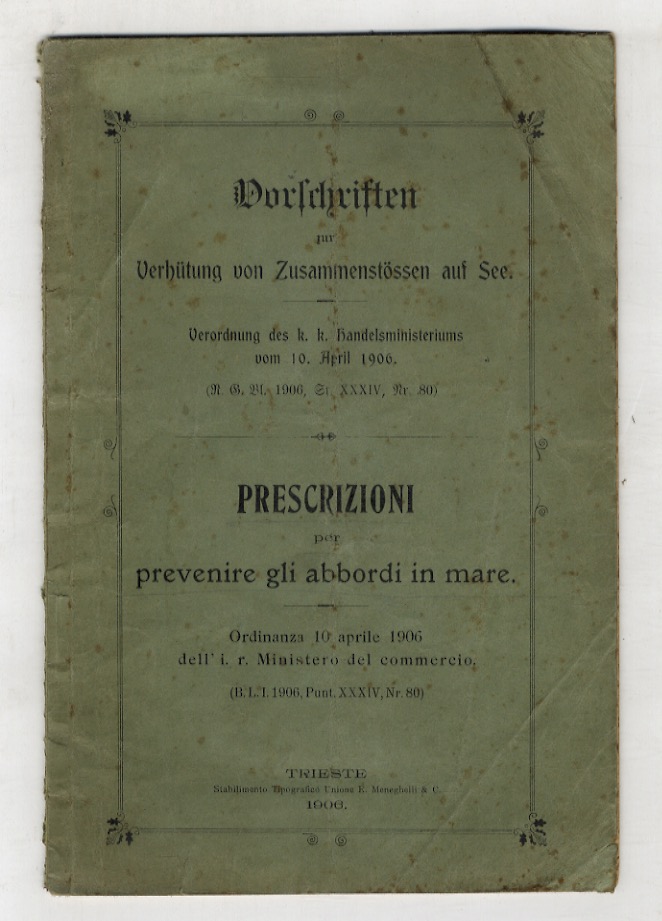 Vorschriften
zur
Verhütung von Zusammenstössen auf See.
Verordnung des k. k. Handelsministeriums
vom 10. April 1906.
(R. G. Bl. 1906, St. XXXIV, Nr. 80)
PRESCRIZIONI
per
prevenire gli abbordi in mare.
Ordinanza 10 aprile 1906
dell' i. r. Ministero del commercio.
(B. L. I. 1906, Punt. XXXIV, Nr. 80)
TRIESTE
Stabilimento Tipografico Unione E. Meneghelli & C.
1906.